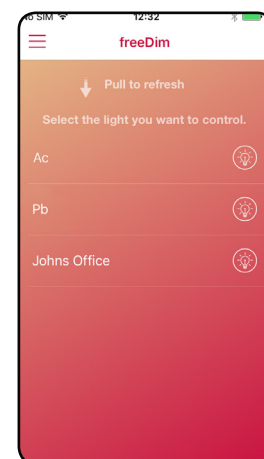 No SIM 12:32
freeDim
Pull to refresh
Select the light you want to control.
Ac
Pb
Johns Office